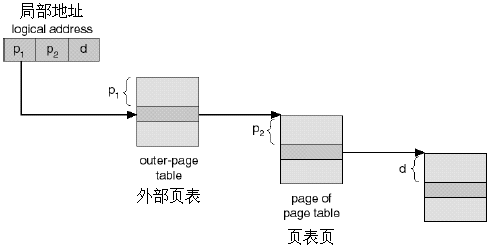 局部地址
logical address
p1 p2 d
p1
outer-page
table
外部页表
p2
page of
page table
页表页
d